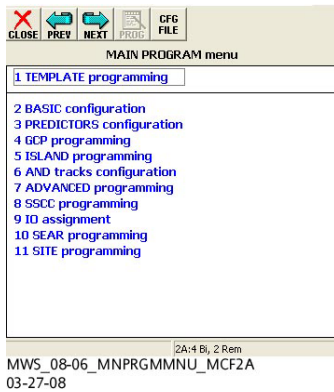 CLOSE PREV NEXT PROG CFG FILE
MAIN PROGRAM menu
1 TEMPLATE programming
2 BASIC configuration
3 PREDICTORS configuration
4 GCP programming
5 ISLAND programming
6 AND tracks configuration
7 ADVANCED programming
8 SSCC programming
9 IO assignment
10 SEAR programming
11 SITE programming
2A:4 Bi, 2 Rem
MWS_08-06_MNPRGMMNU_MCF2A
03-27-08